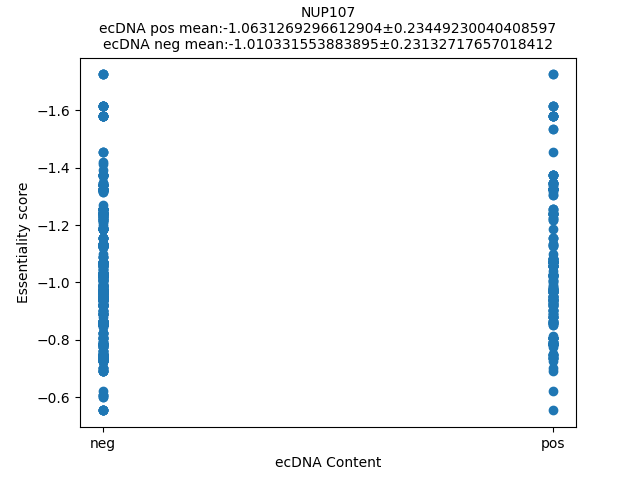 NUP107
ecDNA pos mean:-1.0631269296612904±0.23449230040408597
ecDNA neg mean:-1.010331553883895±0.23132717657018412
−1.6
−1.4
−1.2
−1.0
−0.8
−0.6
Essentiality score
neg
pos
ecDNA Content